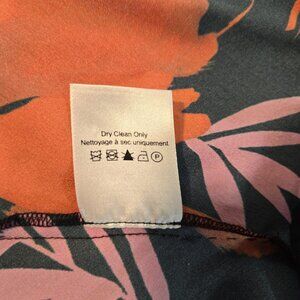 Dry Clean Only
Nettoyage à sec uniquement
P